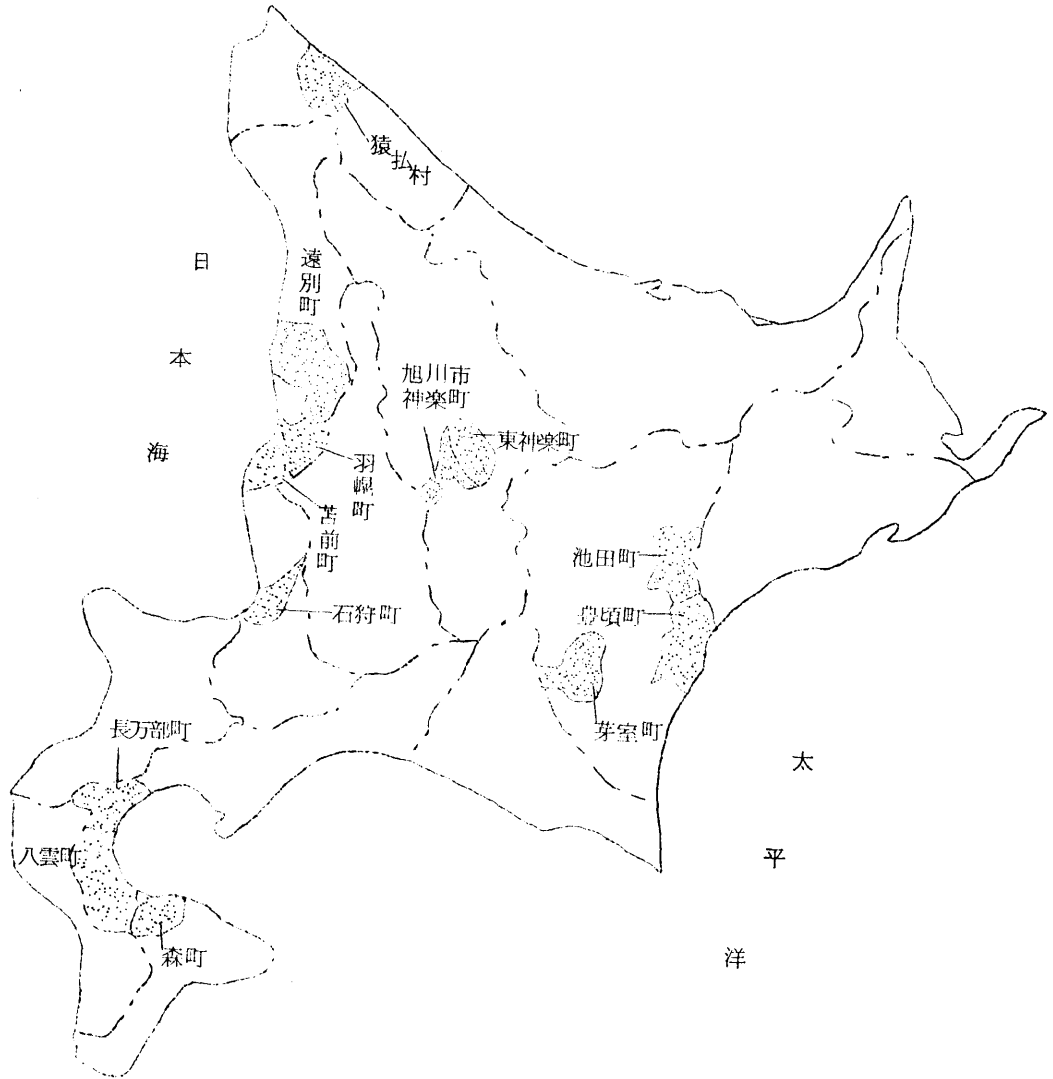 猿払村
日本海
遠別町
旭川市
神楽町
東神楽町
羽幌町
苫前町
石狩町
池田町
豊頃町
芽室町
長万部町
八雲町
森町
太平洋